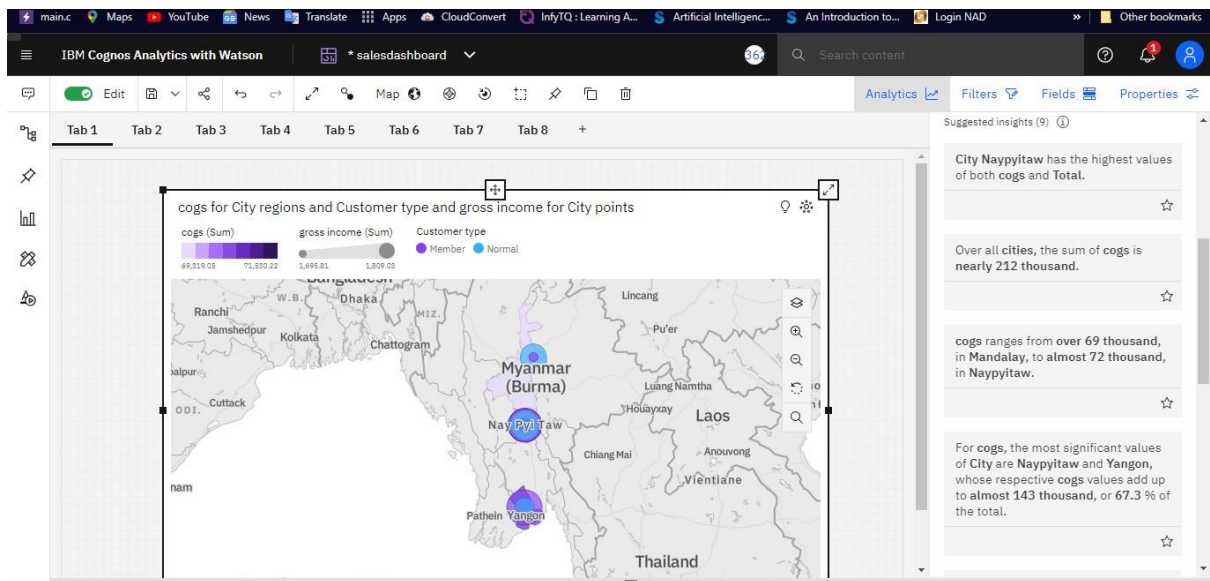 main.c Maps YouTube News Translate Apps CloudConvert InfyTQ : Learning A... Artificial Intelligenc... An Introduction to... Login NAD » Other bookmarks
IBM Cognos Analytics with Watson * salesdashboard Search content
Edit Map Analytics Filters Fields Properties
Tab 1 Tab 2 Tab 3 Tab 4 Tab 5 Tab 6 Tab 7 Tab 8 +
cogs for City regions and Customer type and gross income for City points
cogs (Sum) gross income (Sum) Customer type
Member Normal
69,319.05 71,530.22 1,695.81 1,809.03
Bangladesh
W.B. Dhaka
Lincang
Ranchi
MIZ.
Jamshedpur
Pu'er
Kolkata
Chattogram
Myanmar
(Burma)
Luang Namtha
Cuttack
ODI.
Houayxay
Laos
Nay Pyi Taw
Chiang Mai
Anouvong
Vientiane
nam
Pathein Yangon
Thailand
Suggested insights (9)
City Naypyitaw has the highest values
of both cogs and Total.
Over all cities, the sum of cogs is
nearly 212 thousand.
cogs ranges from over 69 thousand,
in Mandalay, to almost 72 thousand,
in Naypyitaw.
For cogs, the most significant values
of City are Naypyitaw and Yangon,
whose respective cogs values add up
to almost 143 thousand, or 67.3 % of
the total.